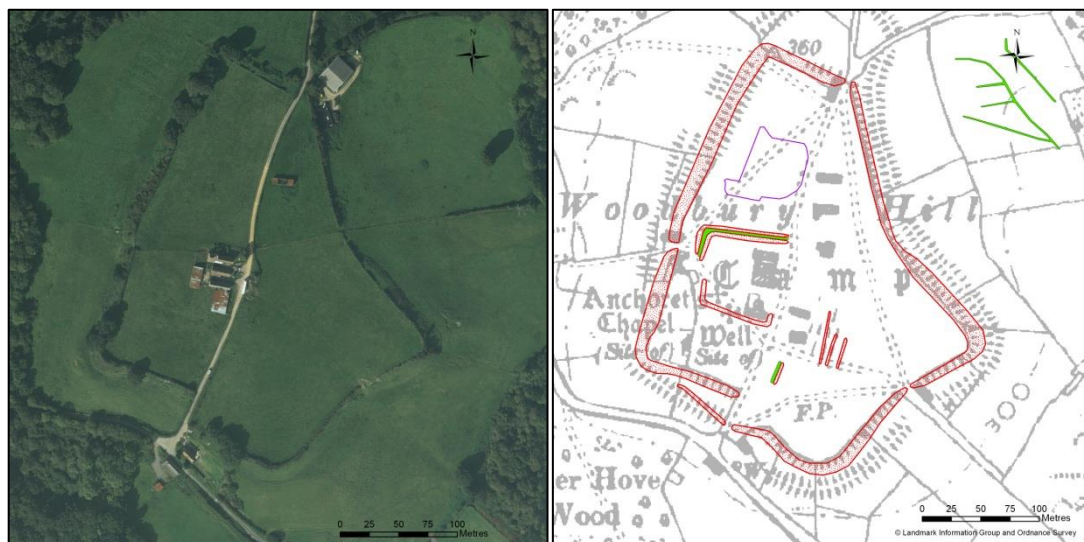 N
0 25 50 75 100
Metres
360
N
Woodbury Hill
Camp
Anchoret
Chapel
(Site of)
Well
(Site of)
F.P
300
W
er Hove
Wood
0 25 50 75 100
Metres
© Landmark Information Group and Ordnance Survey